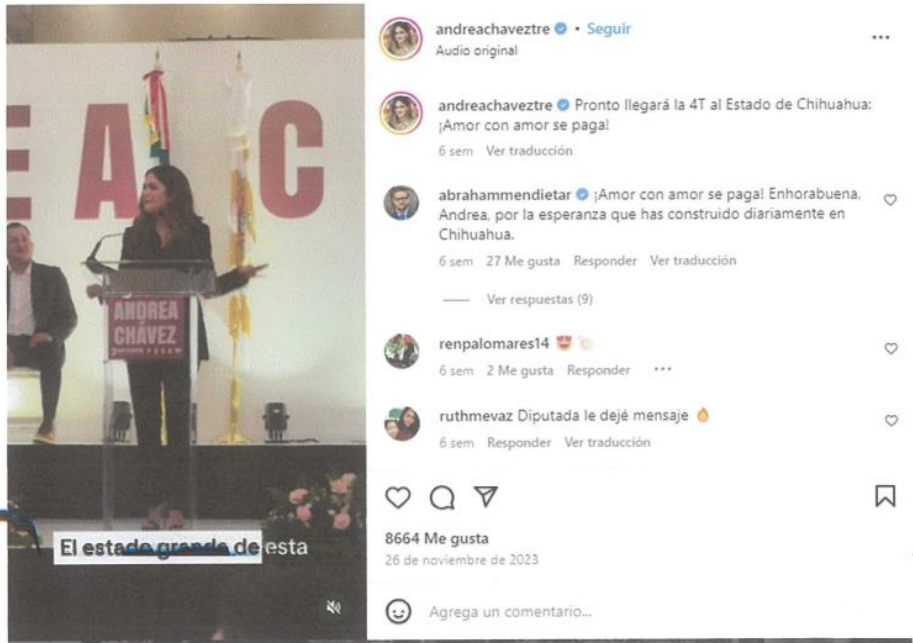 E A C
ANDREA
CHÁVEZ
El estado grande de esta
andreachaveztre • Seguir
Audio original
andreachaveztre Pronto llegará la 4T al Estado de Chihuahua:
¡Amor con amor se paga!
6 sem Ver traducción
abrahammendietar ¡Amor con amor se paga! Enhorabuena,
Andrea, por la esperanza que has construido diariamente en
Chihuahua.
6 sem 27 Me gusta Responder Ver traducción
Ver respuestas (9)
renpalomares14 😍 👏🏻
6 sem 2 Me gusta Responder
ruthmevaz Diputada le dejé mensaje 🔥
6 sem Responder Ver traducción
8664 Me gusta
26 de noviembre de 2023
Agrega un comentario...